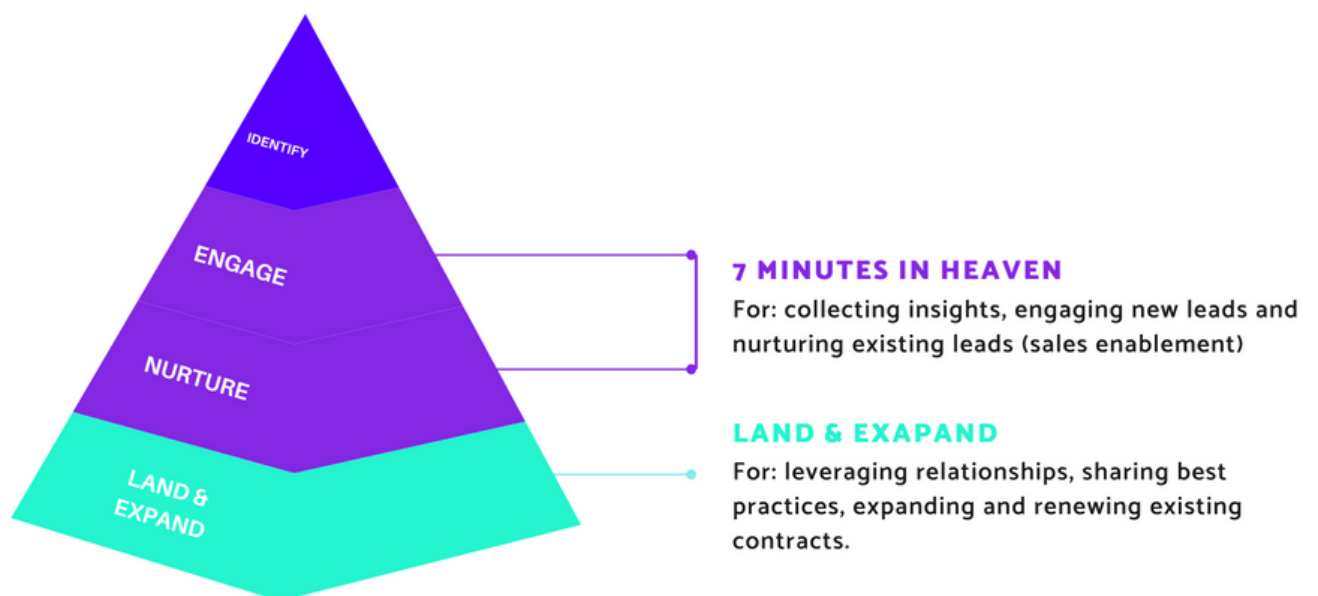 IDENTIFY
ENGAGE
NURTURE
LAND &
EXPAND
7 MINUTES IN HEAVEN
For: collecting insights, engaging new leads and
nurturing existing leads (sales enablement)
LAND & EXAPAND
For: leveraging relationships, sharing best
practices, expanding and renewing existing
contracts.